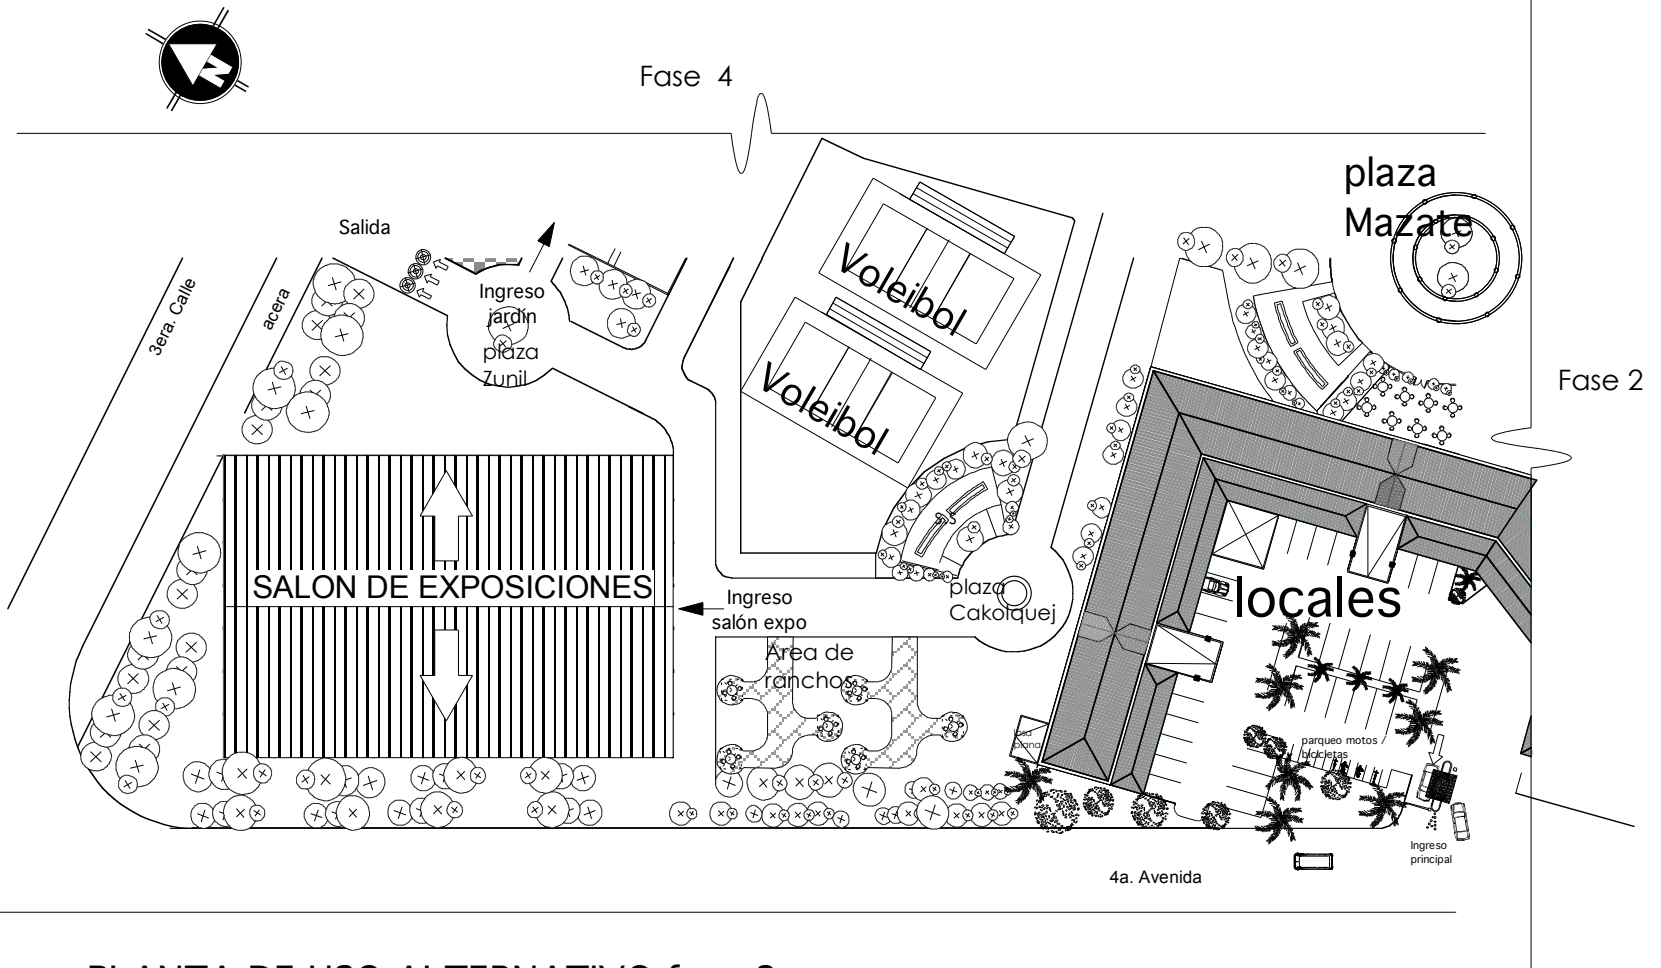 N
Fase 4
plaza
Mazate
Salida
3era. Calle
acera
Ingreso
jardín
plaza
Zunil
Voleibol
Voleibol
Fase 2
SALON DE EXPOSICIONES
Ingreso
salón expo
plaza
Cakolquej
locales
Area de
ranchos
plana
parqueo motos /
bicicletas
Ingreso
principal
4a. Avenida